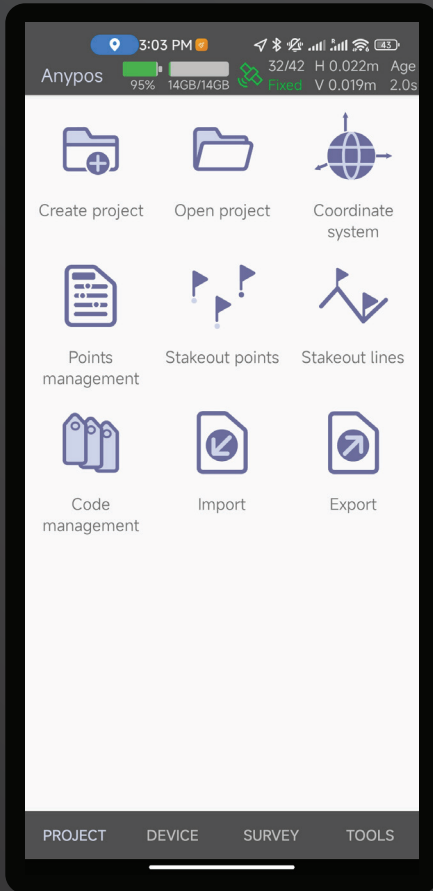 3:03 PM 43
Anypos 95% 14GB/14GB 32/42 Fixed H 0.022m V 0.019m Age 2.0s
Create project
Open project
Coordinate system
Points management
Stakeout points
Stakeout lines
Code management
Import
Export
PROJECT DEVICE SURVEY TOOLS